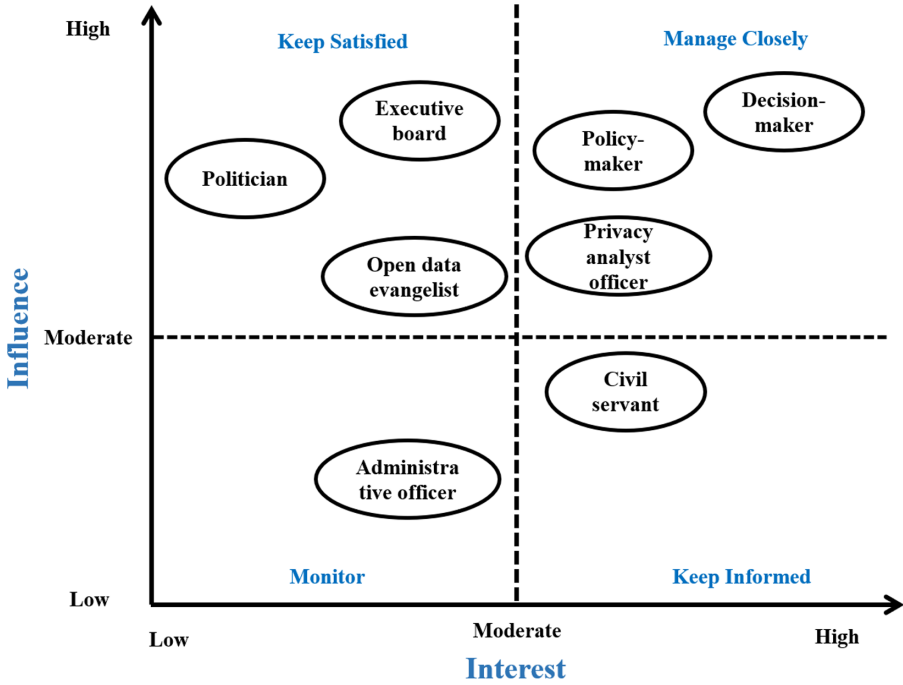 High
Keep Satisfied
Manage Closely
Executive
board
Decision-
maker
Policy-
maker
Politician
Privacy
analyst
officer
Open data
evangelist
Influence
Moderate
Civil
servant
Administra
tive officer
Monitor
Keep Informed
Low
Low
Moderate
High
Interest